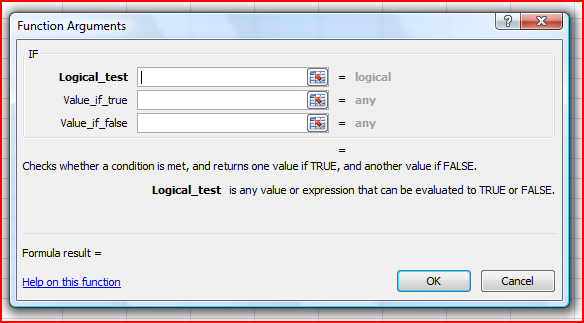 Function Arguments
IF
Logical_test = logical
Value_if_true = any
Value_if_false = any
=
Checks whether a condition is met, and returns one value if TRUE, and another value if FALSE.
Logical_test is any value or expression that can be evaluated to TRUE or FALSE.
Formula result =
Help on this function OK Cancel